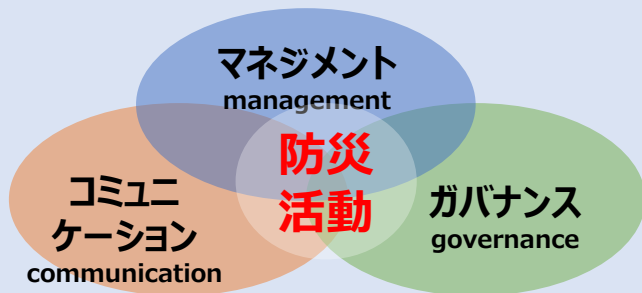 マネジメント
management
防災
活動
コミュニ
ケーション
communication
ガバナンス
governance